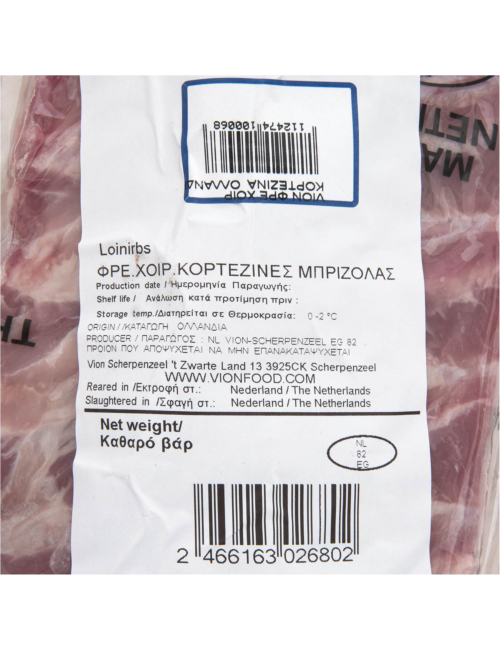 1124741100068
ΚΟΡΤΕΖΙΝΑ ΟΛΛΑΝΔ
VION ΦΡΕ ΧΟΙΡ
ΜΑ
ΝΕΤΙ
TH
Loinirbs
ΦΡΕ.ΧΟΙΡ.ΚΟΡΤΕΖΙΝΕΣ ΜΠΡΙΖΟΛΑΣ
Production date / Ημερομηνία Παραγωγής:
Shelf life / Ανάλωση κατά προτίμηση πριν :
Storage temp./Διατηρείται σε Θερμοκρασία: 0 -2 °C
ORIGIN / /ΚΑΤΑΓΩΓΗ ΟΛΛΑΝΔΙΑ
PRODUCER / ΠΑΡΑΓΩΓΟΣ : NL VION-SCHERPENZEEL EG 82
ΠΡΟΙΟΝ ΠΟΥ ΑΠΟΨΥΧΕΤΑΙ ΝΑ ΜΗΝ ΕΠΑΝΑΚΑΤΑΨΥΧΕΤΑΙ
Vion Scherpenzeel 't Zwarte Land 13 3925CK Scherpenzeel
WWW.VIONFOOD.COM
Reared in /Εκτροφή στ.: Nederland / The Netherlands
Slaughtered in /Σφαγή στ.: Nederland / The Netherlands
Net weight/
Καθαρό βάρ
NL
82
EG
2 466163 026802